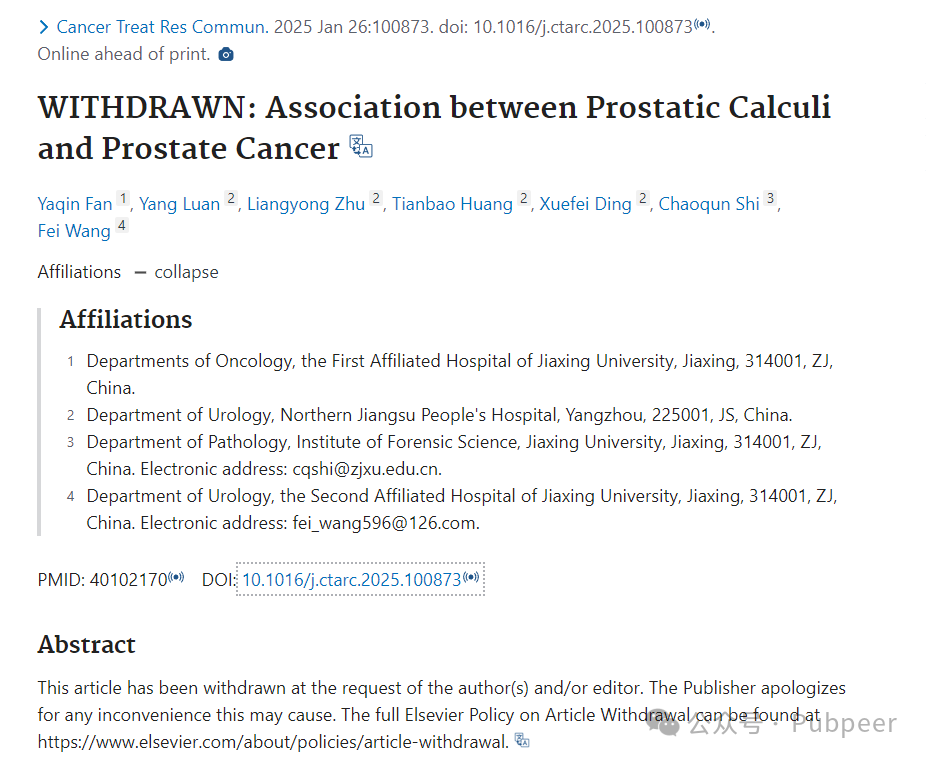 Cancer Treat Res Commun. 2025 Jan 26:100873. doi: 10.1016/j.ctarc.2025.100873.
Online ahead of print.
WITHDRAWN: Association between Prostatic Calculi
and Prostate Cancer
Yaqin Fan 1, Yang Luan 2, Liangyong Zhu 2, Tianbao Huang 2, Xuefei Ding 2, Chaoqun Shi 3,
Fei Wang 4
Affiliations — collapse
Affiliations
1 Departments of Oncology, the First Affiliated Hospital of Jiaxing University, Jiaxing, 314001, ZJ,
China.
2 Department of Urology, Northern Jiangsu People's Hospital, Yangzhou, 225001, JS, China.
3 Department of Pathology, Institute of Forensic Science, Jiaxing University, Jiaxing, 314001, ZJ,
China. Electronic address: cqshi@zjxu.edu.cn.
4 Department of Urology, the Second Affiliated Hospital of Jiaxing University, Jiaxing, 314001, ZJ,
China. Electronic address: fei_wang596@126.com.
PMID: 40102170 DOI: 10.1016/j.ctarc.2025.100873
Abstract
This article has been withdrawn at the request of the author(s) and/or editor. The Publisher apologizes
for any inconvenience this may cause. The full Elsevier Policy on Article Withdrawal can be found at
https://www.elsevier.com/about/policies/article-withdrawal.
公众号 · Pubpeer